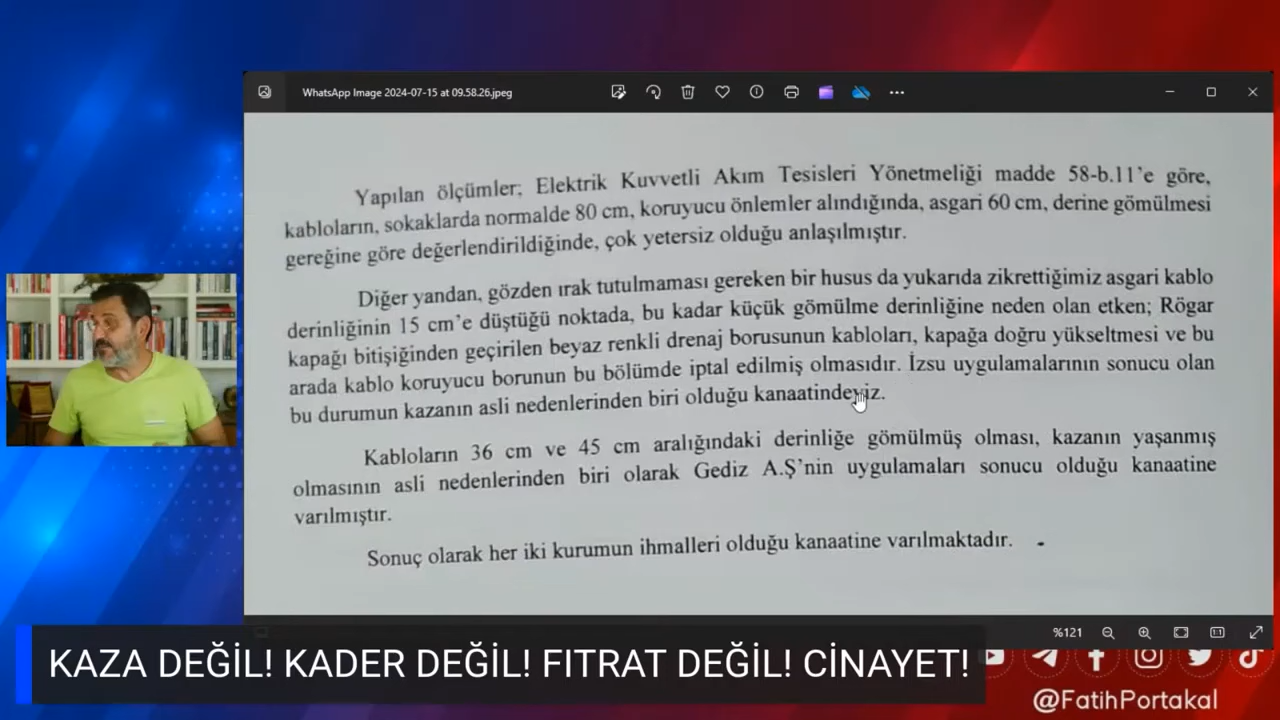 WhatsApp Image 2024-07-15 at 09.58.26.jpeg
Yapılan ölçümler; Elektrik Kuvvetli Akım Tesisleri Yönetmeliği madde 58-b.11’e göre,
kabloların, sokaklarda normalde 80 cm, koruyucu önlemler alındığında, asgari 60 cm, derine gömülmesi
gereğine göre değerlendirildiğinde, çok yetersiz olduğu anlaşılmıştır.
Diğer yandan, gözden ırak tutulmaması gereken bir husus da yukarıda zikrettiğimiz asgari kablo
derinliğinin 15 cm’e düştüğü noktada, bu kadar küçük gömülme derinliğine neden olan etken; Rögar
kapağı bitişiğinden geçirilen beyaz renkli drenaj borusunun kabloları, kapağa doğru yükseltmesi ve bu
arada kablo koruyucu borunun bu bölümde iptal edilmiş olmasıdır. İzsu uygulamalarının sonucu olan
bu durumun kazanın asli nedenlerinden biri olduğu kanaatindeyiz.
Kabloların 36 cm ve 45 cm aralığındaki derinliğe gömülmüş olması, kazanın yaşanmış
olmasının asli nedenlerinden biri olarak Gediz A.Ş’nin uygulamaları sonucu olduğu kanaatine
varılmıştır.
Sonuç olarak her iki kurumun ihmalleri olduğu kanaatine varılmaktadır.
%121
1:1
KAZA DEĞİL! KADER DEĞİL! FITRAT DEĞİL! CİNAYET!
@FatihPortakal